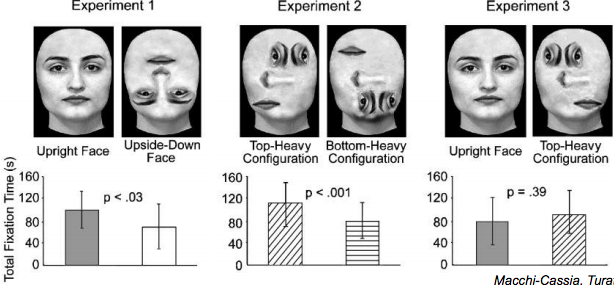 Experiment 1
Experiment 2
Experiment 3
Upright Face
Upside-Down
Face
Top-Heavy
Configuration
Bottom-Heavy
Configuration
Upright Face
Top-Heavy
Configuration
Total Fixation Time (s)
160
120
80
40
0
p < .03
160
120
80
40
0
p < .001
160
120
80
40
0
p = .39
Macchi-Cassia, Tura